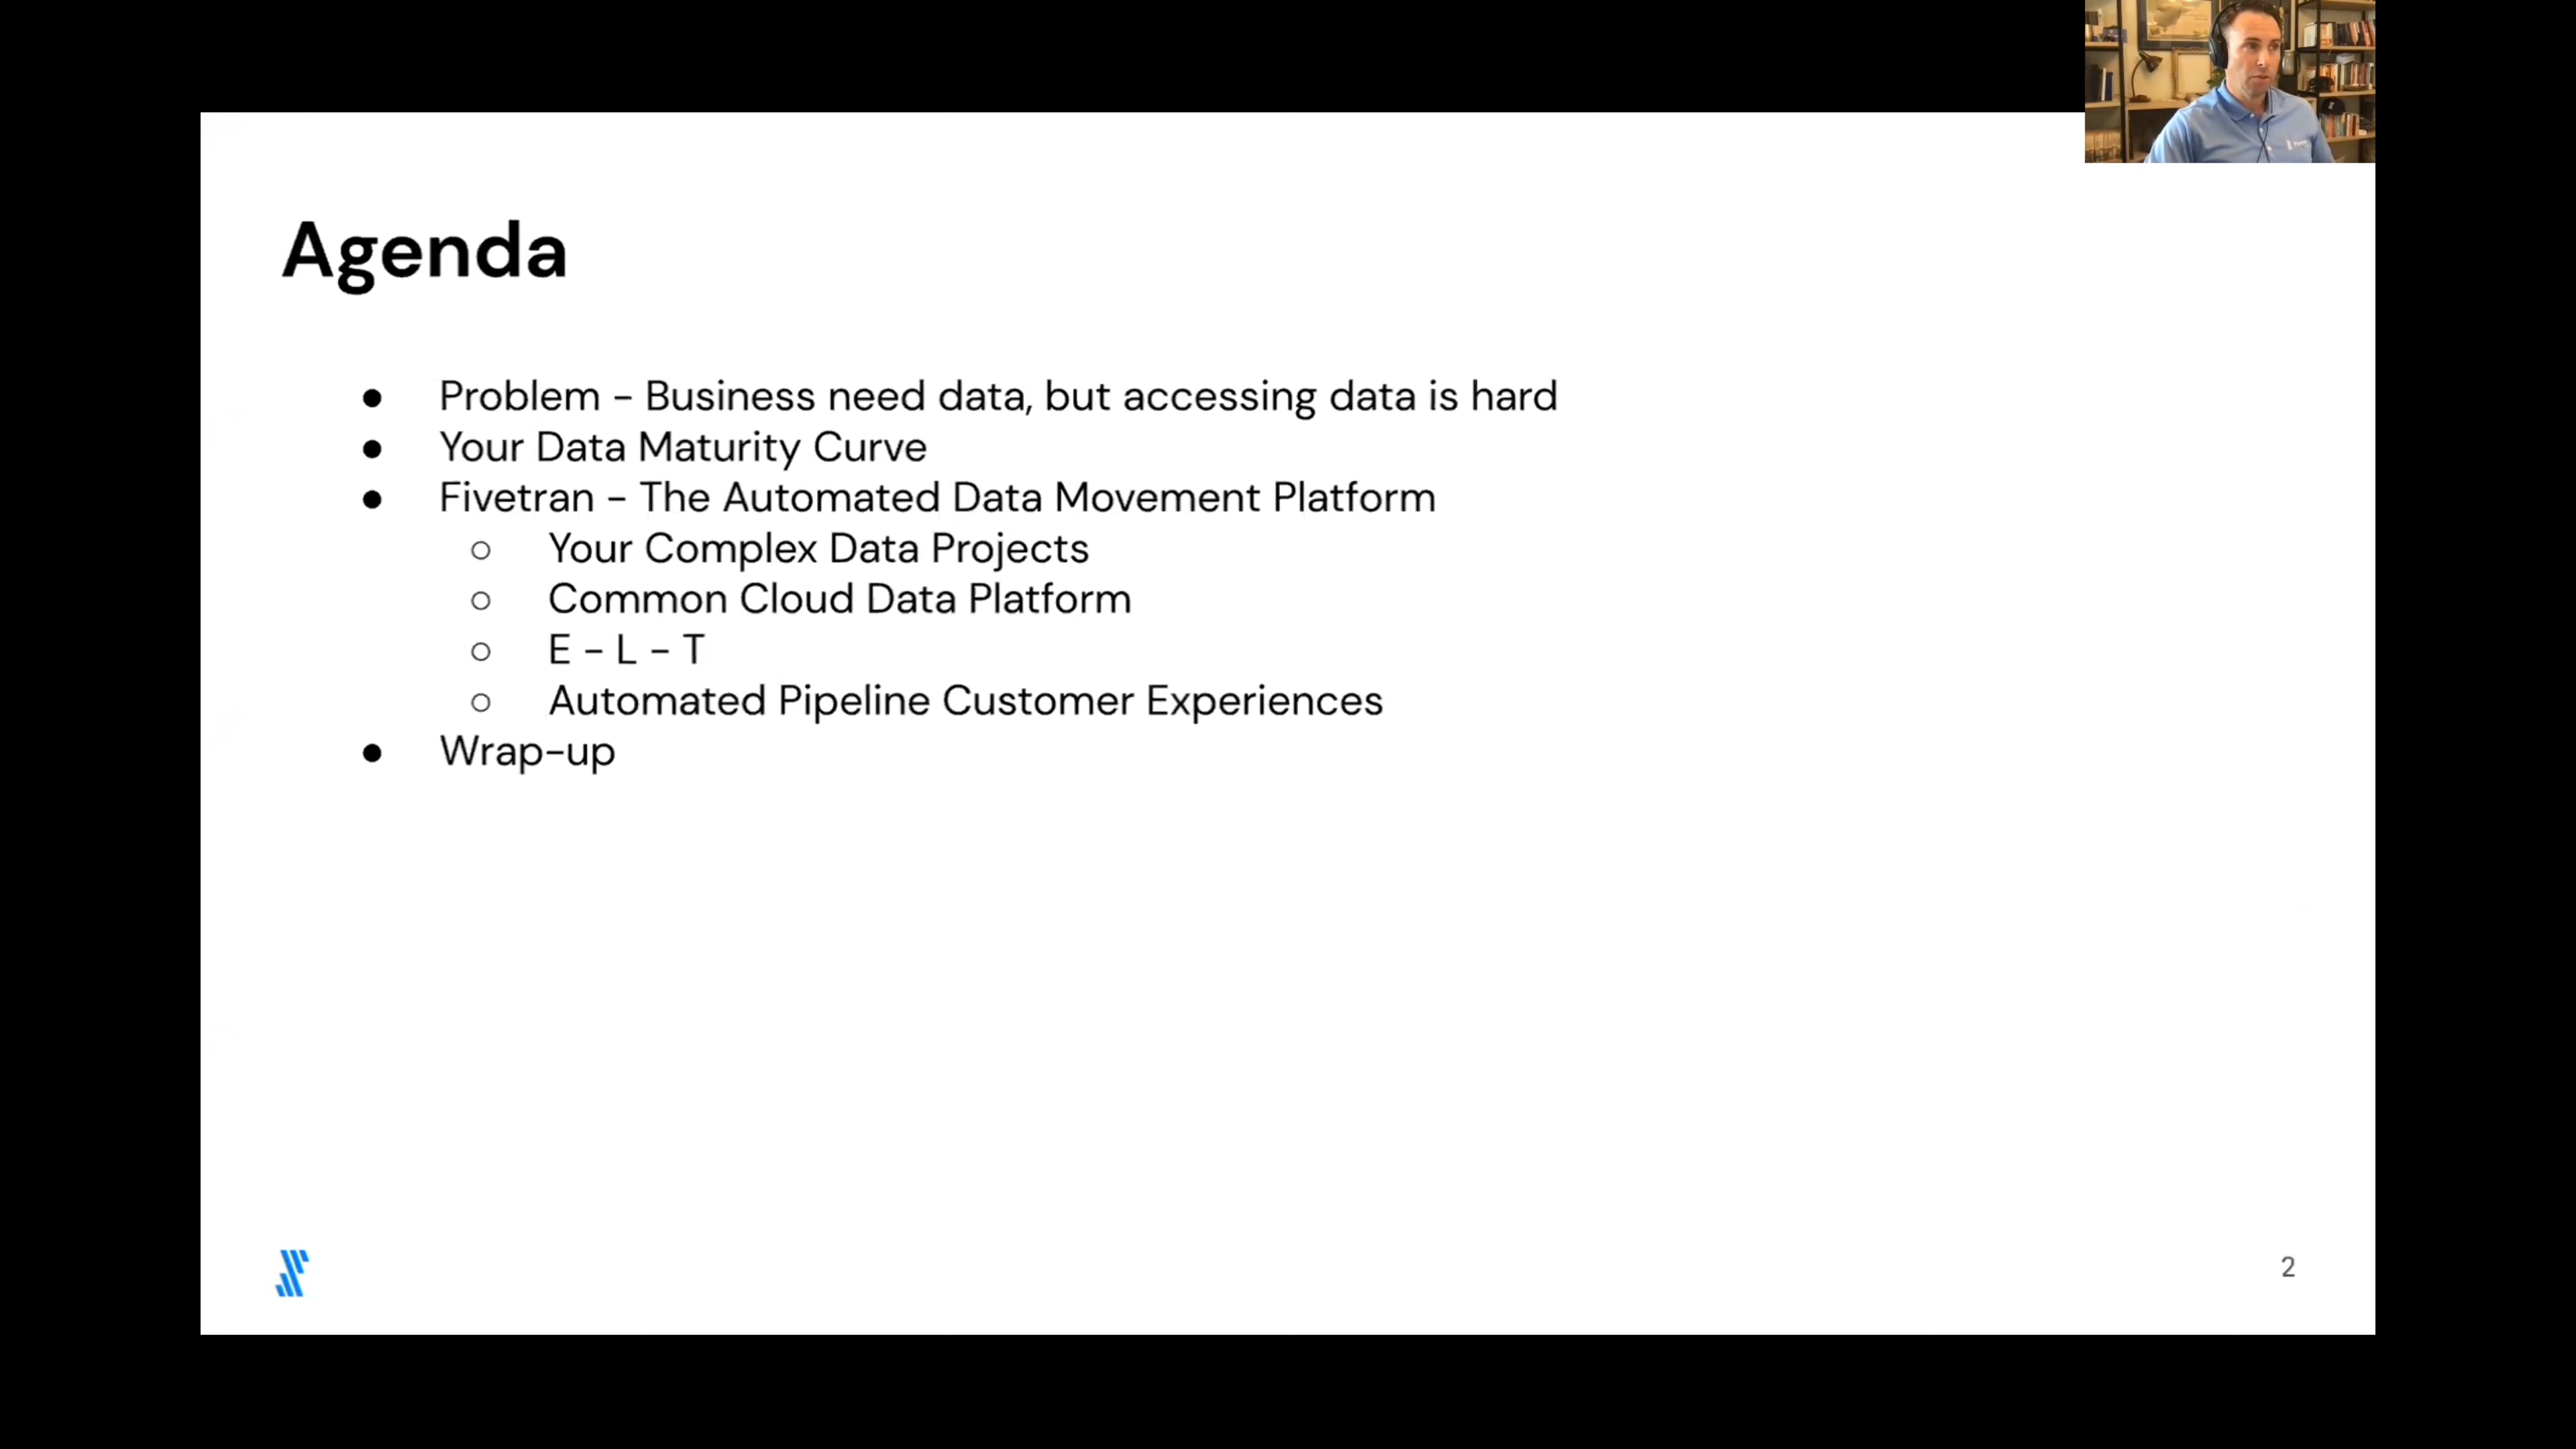 Agenda
● Problem - Business need data, but accessing data is hard
● Your Data Maturity Curve
● Fivetran - The Automated Data Movement Platform
○ Your Complex Data Projects
○ Common Cloud Data Platform
○ E - L - T
○ Automated Pipeline Customer Experiences
● Wrap-up
2